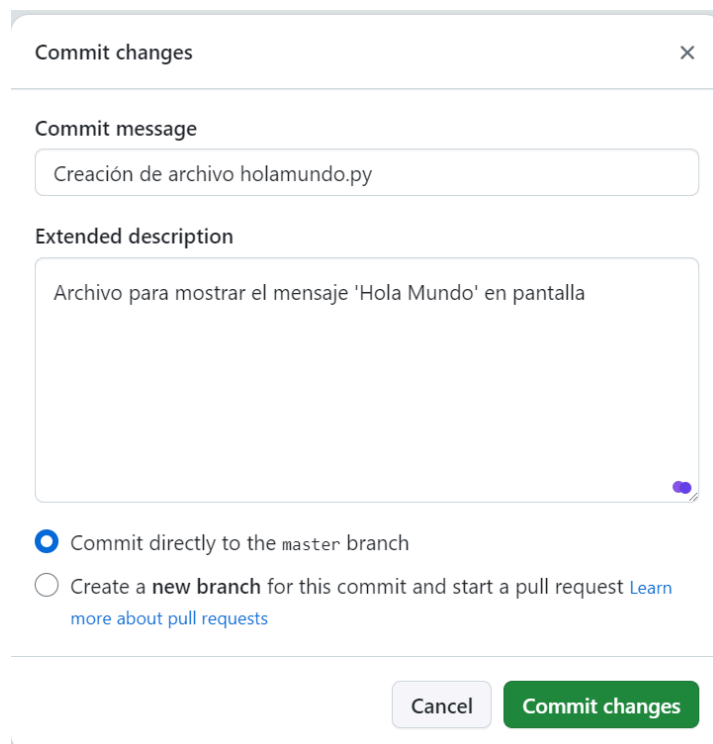 Commit changes
Commit message
Creación de archivo holamundo.py
Extended description
Archivo para mostrar el mensaje 'Hola Mundo' en pantalla
Commit directly to the master branch
Create a new branch for this commit and start a pull request Learn
more about pull requests
Cancel Commit changes